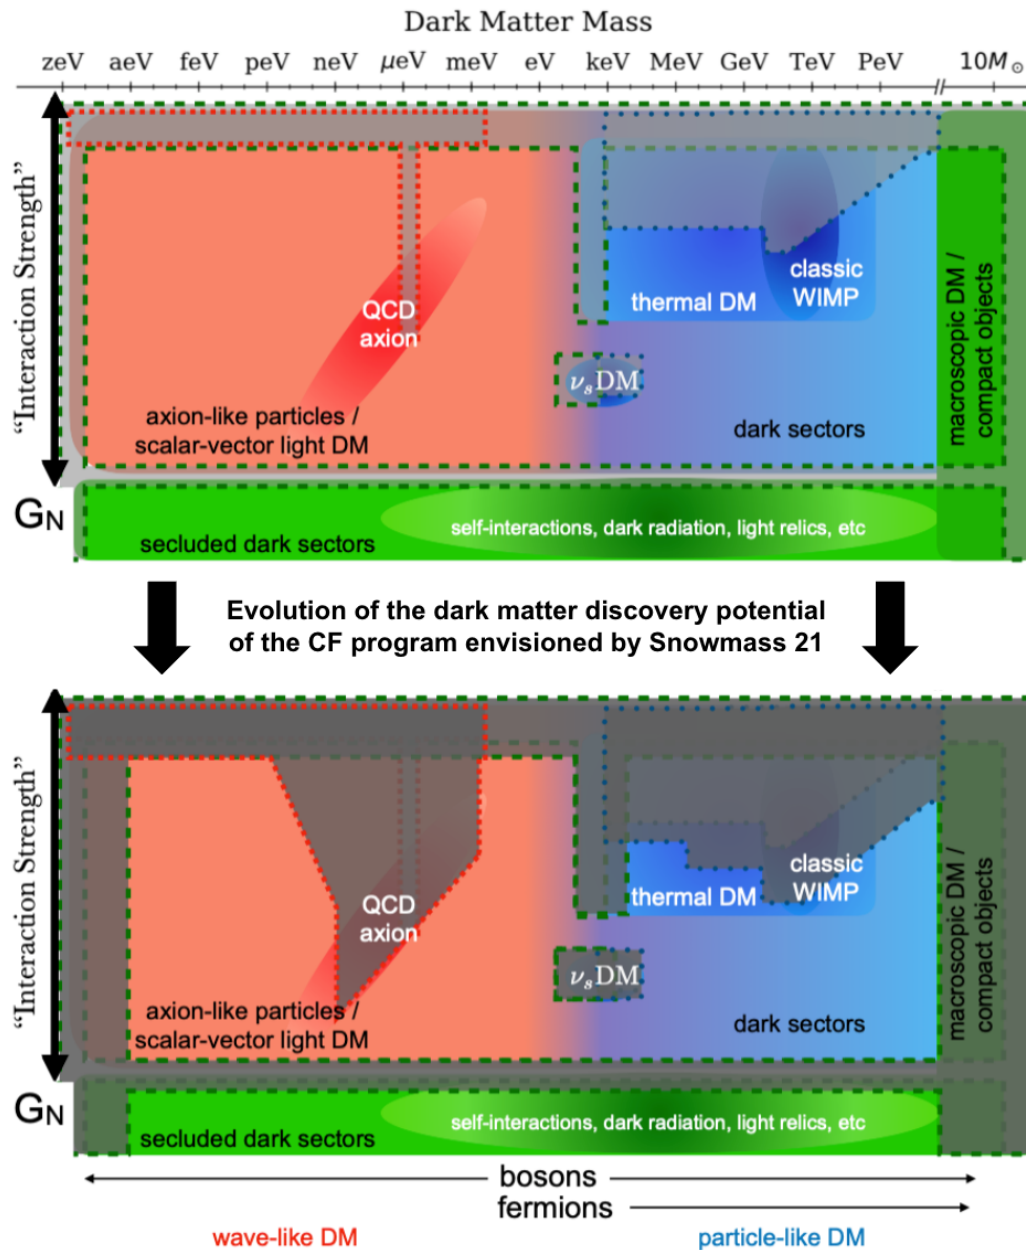 Dark Matter Mass
zeV aeV feV peV neV μeV meV eV keV MeV GeV TeV PeV 10M⊙
“Interaction Strength”
QCD
axion
axion-like particles /
scalar-vector light DM
thermal DM
classic
WIMP
νsDM
dark sectors
macroscopic DM /
compact objects
GN
secluded dark sectors
self-interactions, dark radiation, light relics, etc
Evolution of the dark matter discovery potential
of the CF program envisioned by Snowmass 21
“Interaction Strength”
QCD
axion
axion-like particles /
scalar-vector light DM
thermal DM
classic
WIMP
νsDM
dark sectors
macroscopic DM /
compact objects
GN
secluded dark sectors
self-interactions, dark radiation, light relics, etc
bosons
fermions
wave-like DM
particle-like DM